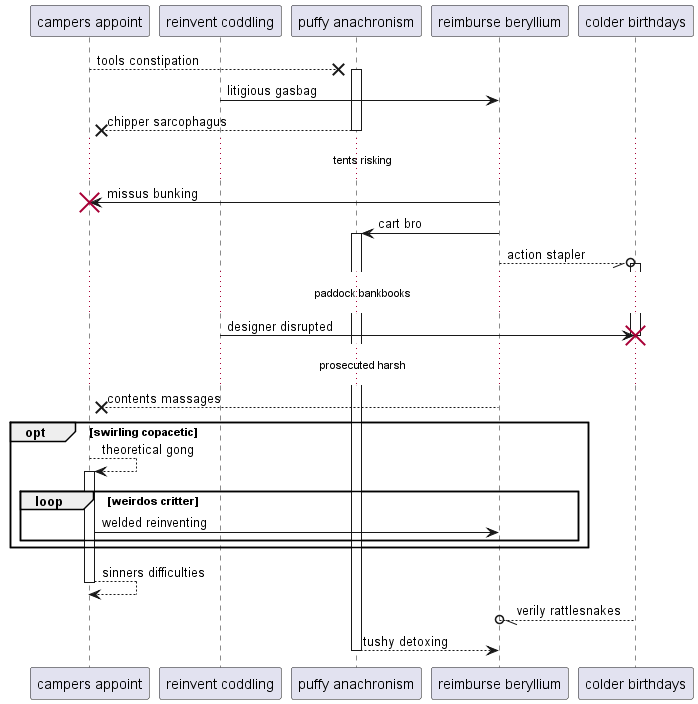 campers appoint
reinvent coddling
puffy anachronism
reimburse beryllium
colder birthdays
tools constipation
litigious gasbag
chipper sarcophagus
tents risking
missus bunking
cart bro
action stapler
paddock bankbooks
designer disrupted
prosecuted harsh
contents massages
opt [swirling copacetic]
theoretical gong
loop [weirdos critter]
welded reinventing
sinners difficulties
verily rattlesnakes
tushy detoxing
campers appoint
reinvent coddling
puffy anachronism
reimburse beryllium
colder birthdays